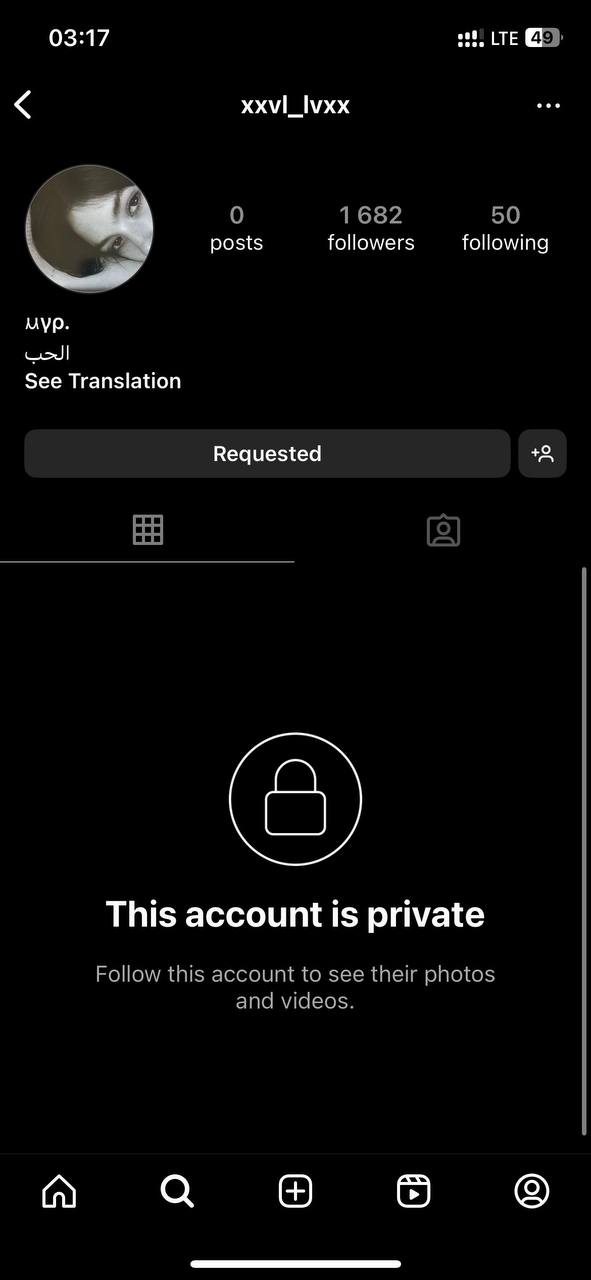 03:17
LTE 49
xxvl_lvxx
0 1 682 50
posts followers following
μγρ.
الحب
See Translation
Requested
This account is private
Follow this account to see their photos
and videos.